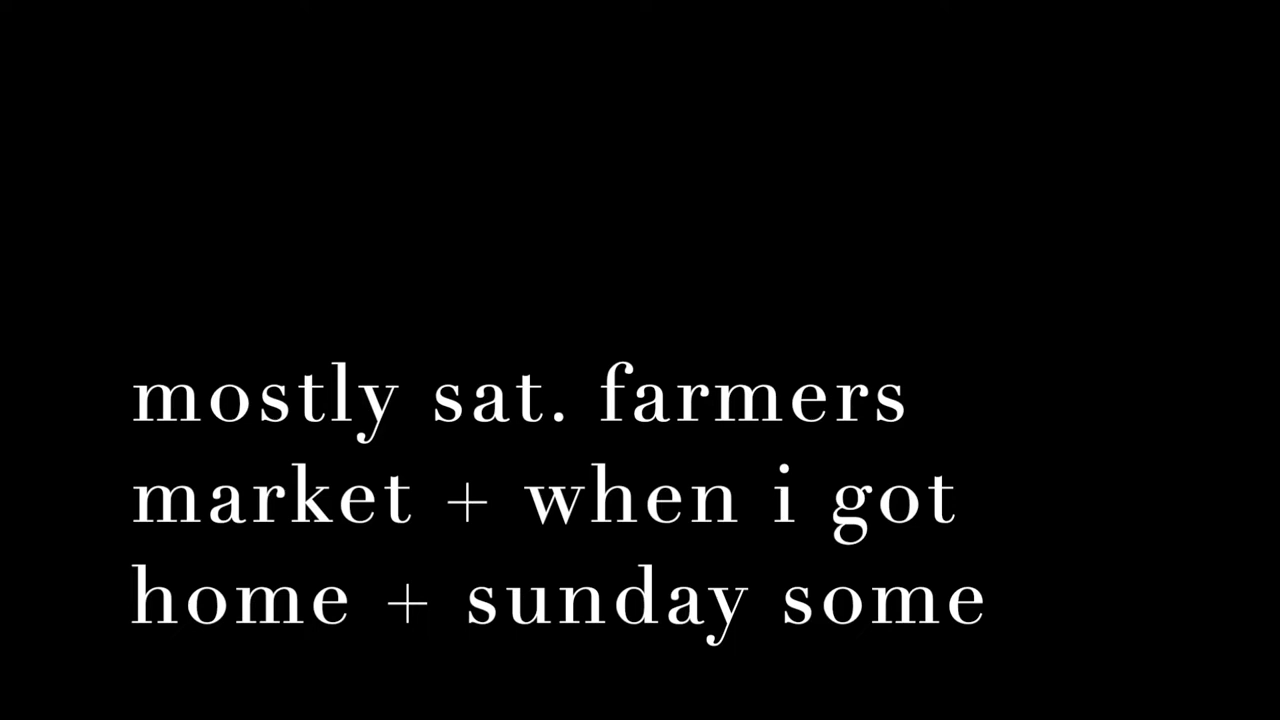 mostly sat. farmers
market + when i got
home + sunday some